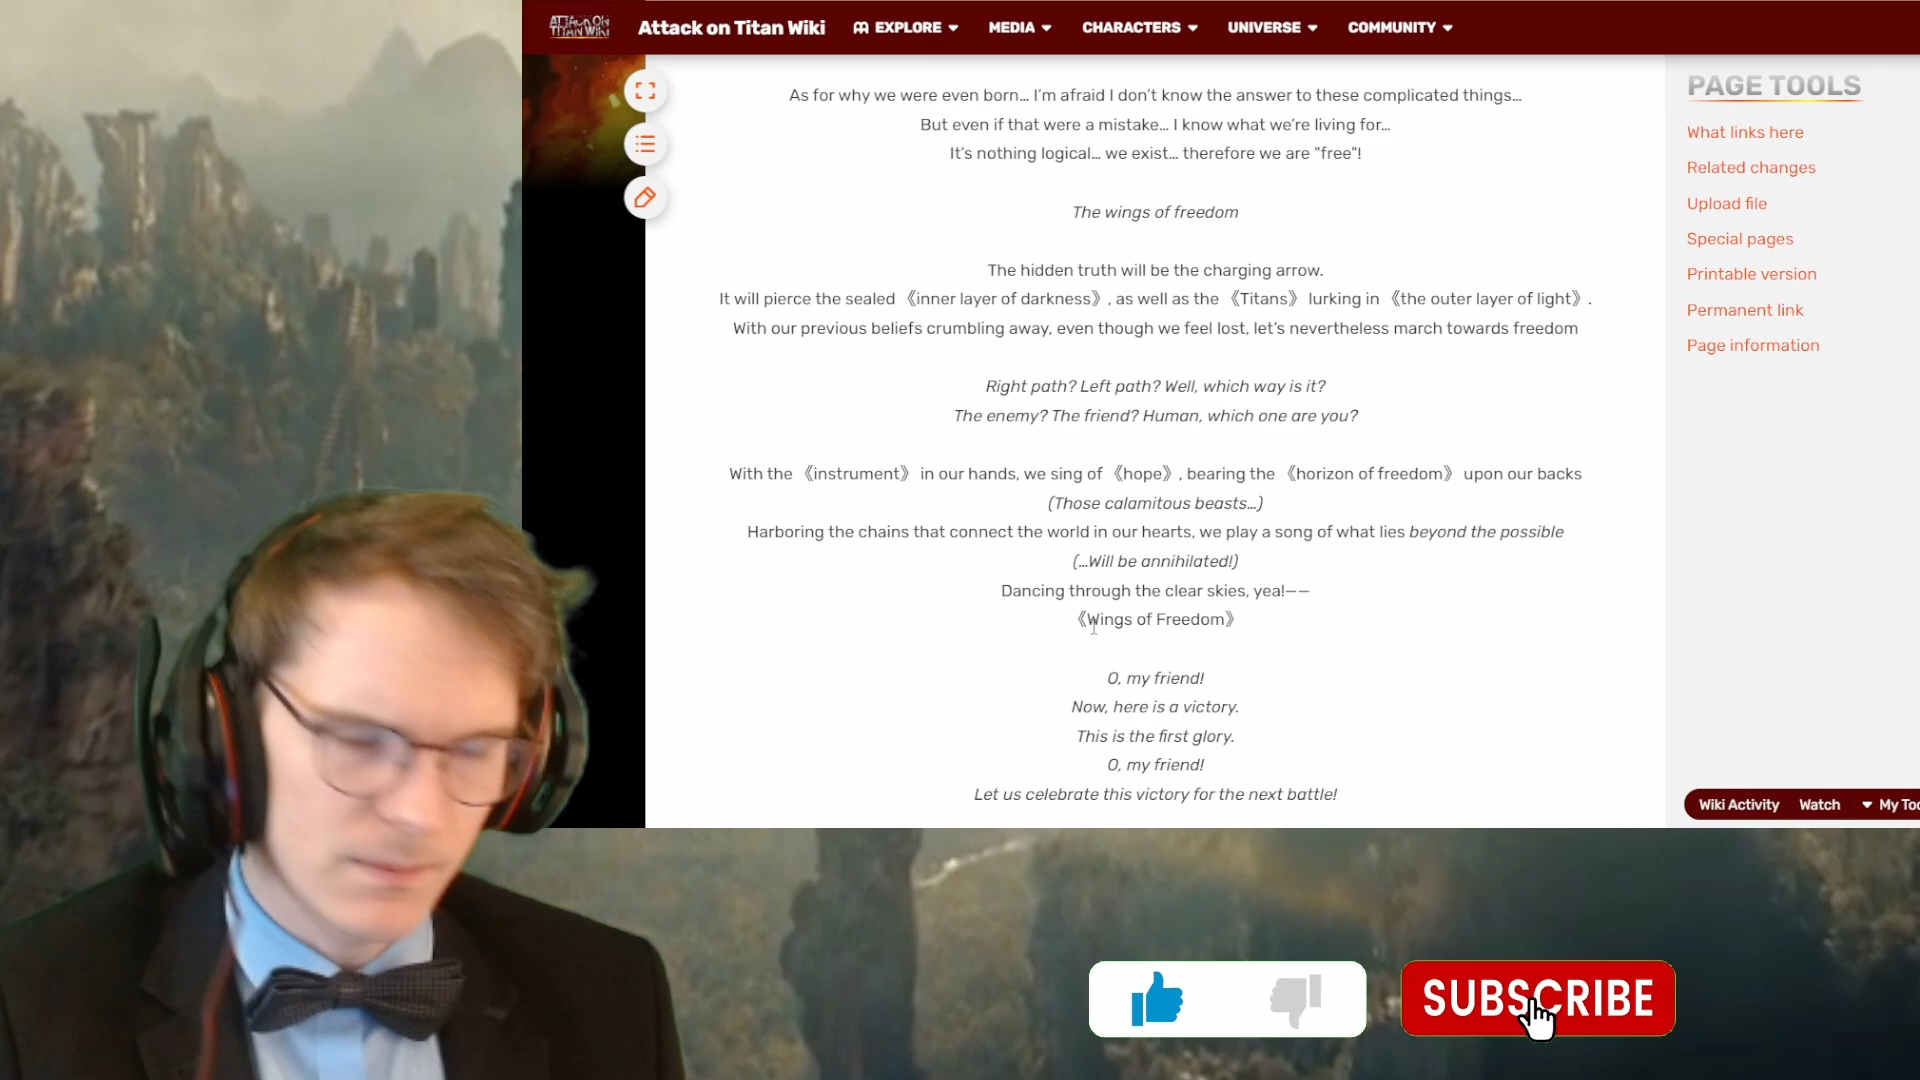 ATTACK ON TITAN WIKI
Attack on Titan Wiki
EXPLORE
MEDIA
CHARACTERS
UNIVERSE
COMMUNITY
As for why we were even born… I’m afraid I don’t know the answer to these complicated things…
But even if that were a mistake… I know what we’re living for…
It’s nothing logical… we exist… therefore we are "free"!
The wings of freedom
The hidden truth will be the charging arrow.
It will pierce the sealed 《inner layer of darkness》, as well as the 《Titans》 lurking in 《the outer layer of light》.
With our previous beliefs crumbling away, even though we feel lost, let’s nevertheless march towards freedom
Right path? Left path? Well, which way is it?
The enemy? The friend? Human, which one are you?
With the 《instrument》 in our hands, we sing of 《hope》, bearing the 《horizon of freedom》 upon our backs
(Those calamitous beasts…)
Harboring the chains that connect the world in our hearts, we play a song of what lies beyond the possible
(…Will be annihilated!)
Dancing through the clear skies, yea!——
《Wings of Freedom》
O, my friend!
Now, here is a victory.
This is the first glory.
O, my friend!
Let us celebrate this victory for the next battle!
PAGE TOOLS
What links here
Related changes
Upload file
Special pages
Printable version
Permanent link
Page information
Wiki Activity
Watch
My Too
SUBSCRIBE